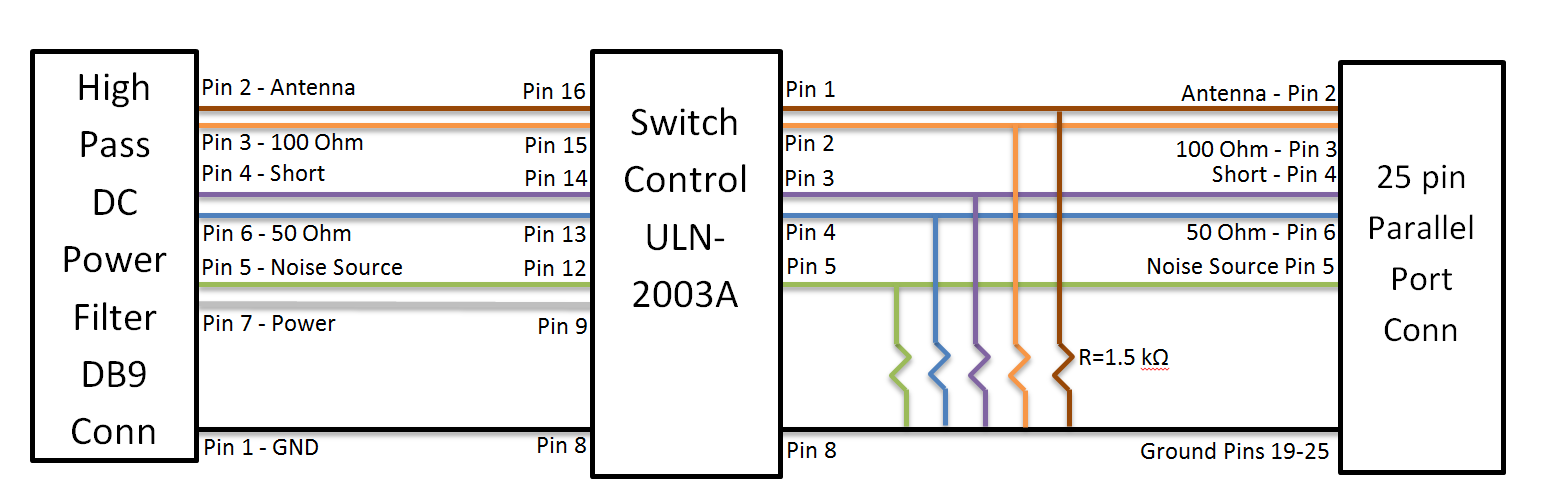 High
Pass
DC
Power
Filter
DB9
Conn
Pin 2 - Antenna
Pin 3 - 100 Ohm
Pin 4 - Short
Pin 6 - 50 Ohm
Pin 5 - Noise Source
Pin 7 - Power
Pin 1 - GND
Pin 16
Pin 15
Pin 14
Pin 13
Pin 12
Pin 9
Pin 8
Switch
Control
ULN-
2003A
Pin 1
Pin 2
Pin 3
Pin 4
Pin 5
Pin 8
R=1.5 kΩ
Antenna - Pin 2
100 Ohm - Pin 3
Short - Pin 4
50 Ohm - Pin 6
Noise Source Pin 5
Ground Pins 19-25
25 pin
Parallel
Port
Conn